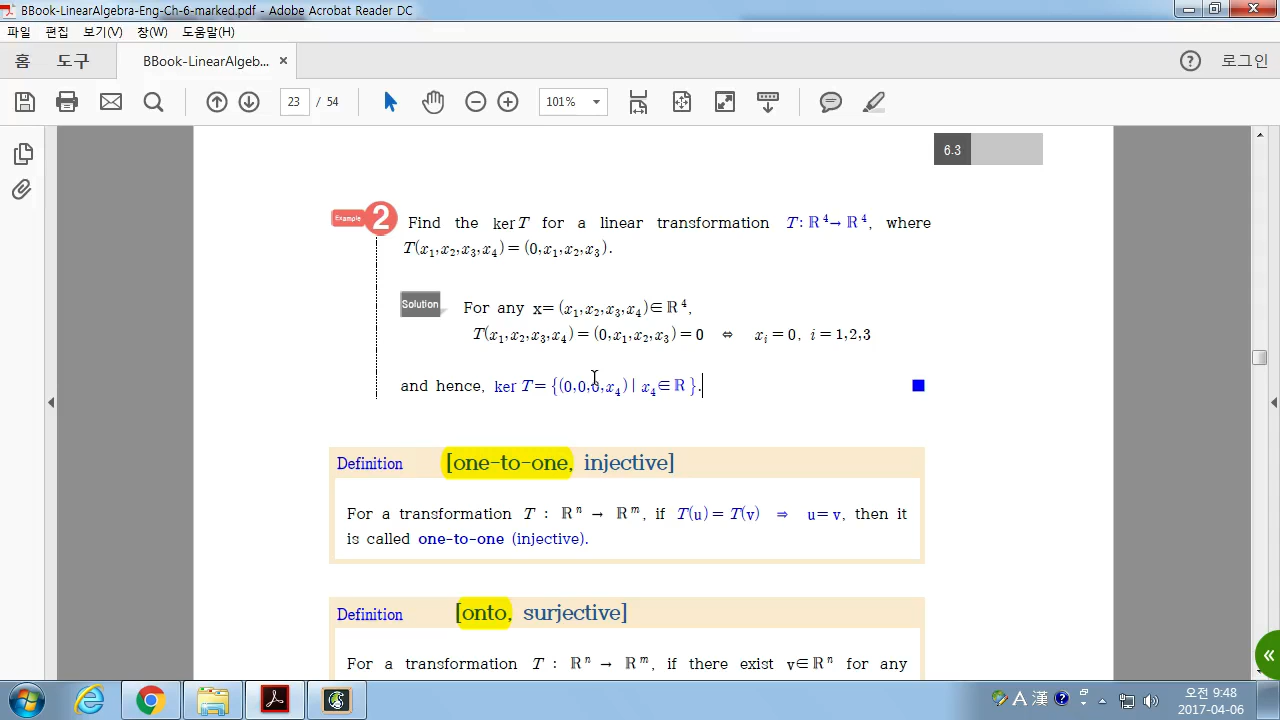 BBook-LinearAlgebra-Eng-Ch-6-marked.pdf - Adobe Acrobat Reader DC
파일 편집 보기(V) 창(W) 도움말(H)
홈 도구 BBook-LinearAlgeb... × 로그인
23 / 54 101%
6.3
Example 2 Find the ker T for a linear transformation T: ℝ⁴→ ℝ⁴, where
T(x₁,x₂,x₃,x₄)=(0,x₁,x₂,x₃).
Solution For any x=(x₁,x₂,x₃,x₄)∈ℝ⁴,
T(x₁,x₂,x₃,x₄)=(0,x₁,x₂,x₃)=0 ⇔ xᵢ=0, i=1,2,3
and hence, ker T={(0,0,0,x₄)| x₄∈ℝ }. ■
Definition [one-to-one, injective]
For a transformation T : ℝⁿ → ℝᵐ, if T(u)=T(v) ⇒ u=v, then it
is called one-to-one (injective).
Definition [onto, surjective]
For a transformation T : ℝⁿ → ℝᵐ, if there exist v∈ℝⁿ for any
A 漢 오전 9:48
2017-04-06